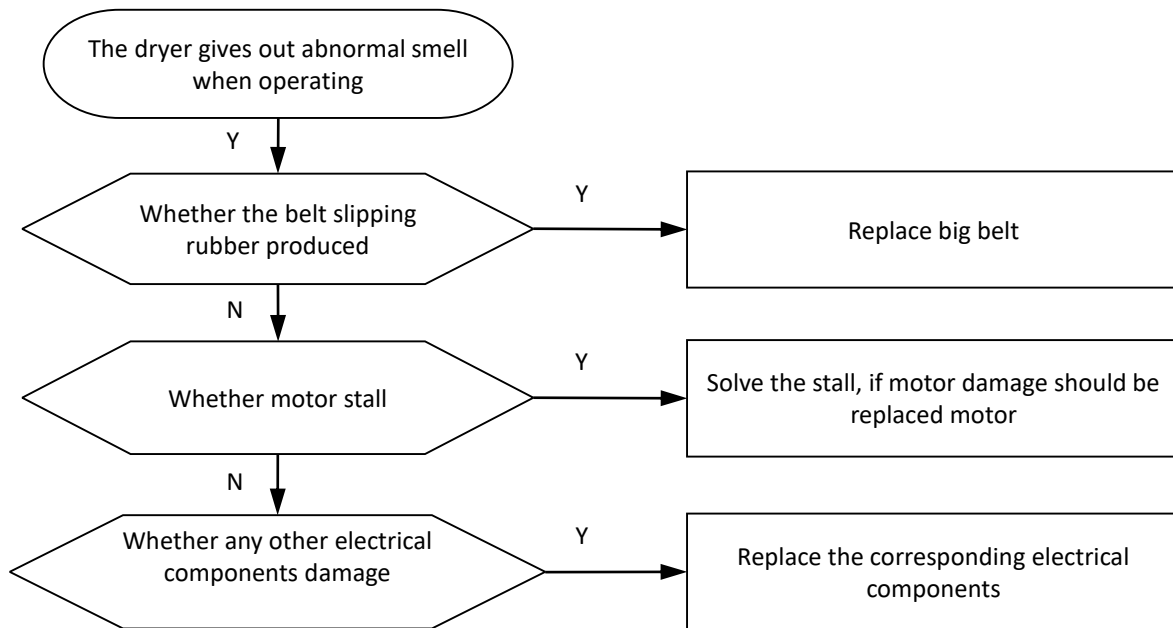 The dryer gives out abnormal smell
when operating
Y
Whether the belt slipping
rubber produced
Y
Replace big belt
N
Whether motor stall
Y
Solve the stall, if motor damage should be
replaced motor
N
Whether any other electrical
components damage
Y
Replace the corresponding electrical
components